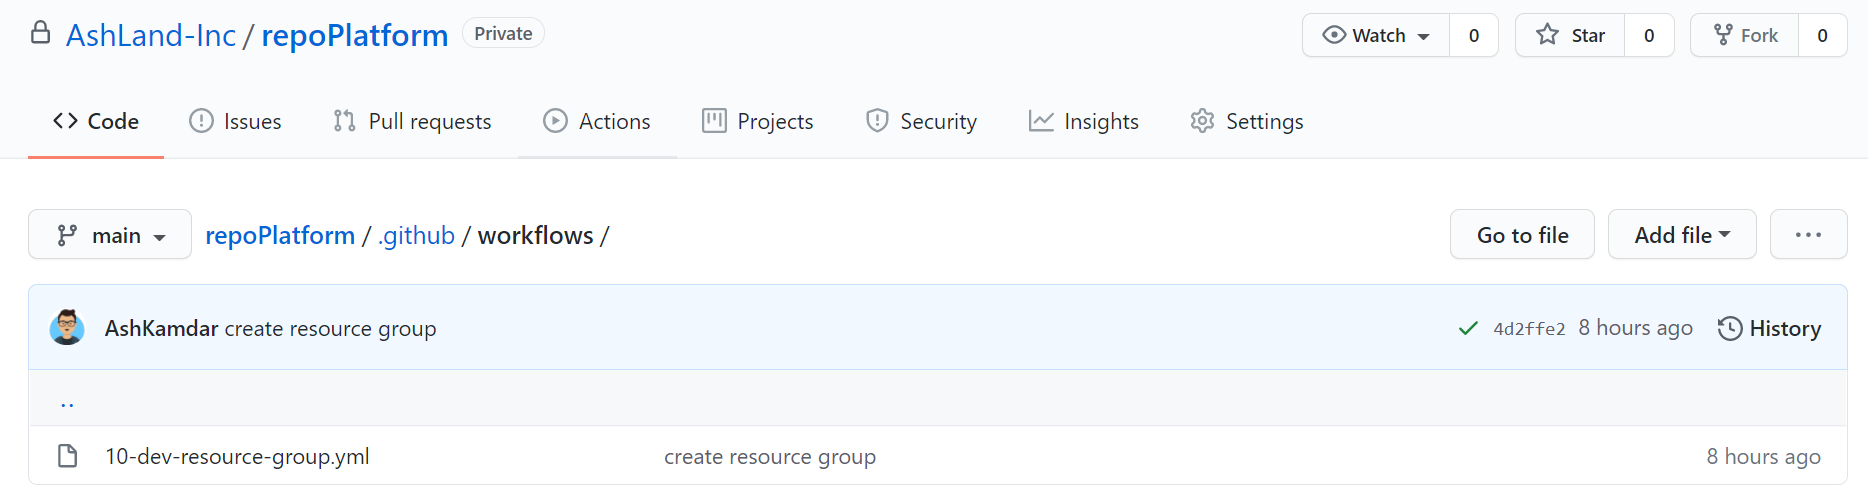 AshLand-Inc / repoPlatform Private Watch 0 Star 0 Fork 0
Code Issues Pull requests Actions Projects Security Insights Settings
main repoPlatform / .github / workflows / Go to file Add file ...
AshKamdar create resource group 4d2ffe2 8 hours ago History
..
10-dev-resource-group.yml create resource group 8 hours ago